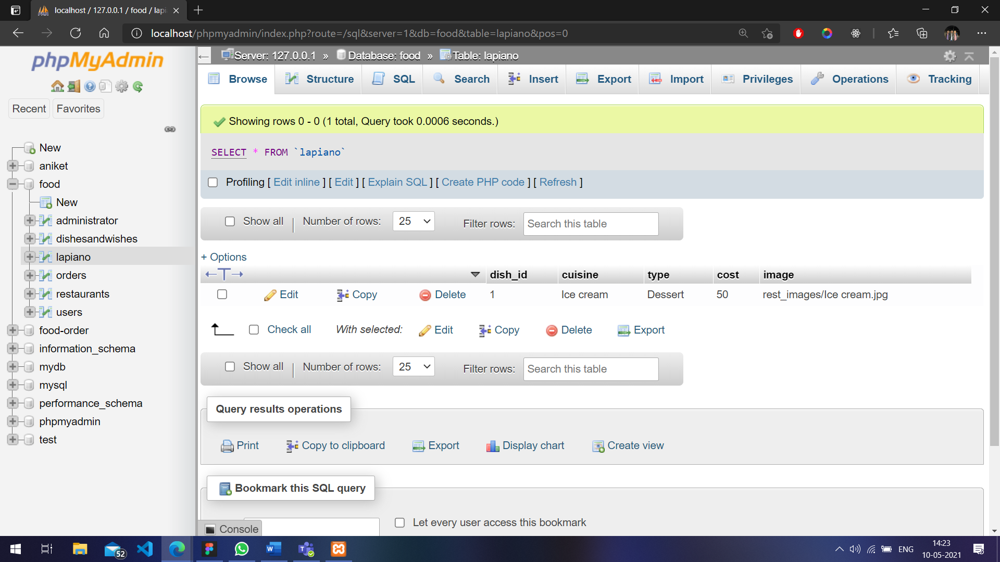 localhost / 127.0.0.1 / food / lapi
localhost/phpmyadmin/index.php?route=/sql&server=1&db=food&table=lapiano&pos=0
phpMyAdmin
Recent
Favorites
New
aniket
food
New
administrator
dishesandwishes
lapiano
orders
restaurants
users
food-order
information_schema
mydb
mysql
performance_schema
phpmyadmin
test
Server: 127.0.0.1 » Database: food » Table: lapiano
Browse Structure SQL Search Insert Export Import Privileges Operations Tracking
Showing rows 0 - 0 (1 total, Query took 0.0006 seconds.)
SELECT * FROM `lapiano`
Profiling [ Edit inline ] [ Edit ] [ Explain SQL ] [ Create PHP code ] [ Refresh ]
Show all | Number of rows: 25 Filter rows: Search this table
+ Options
←T→ dish_id cuisine type cost image
Edit Copy Delete 1 Ice cream Dessert 50 rest_images/Ice cream.jpg
Check all With selected: Edit Copy Delete Export
Show all | Number of rows: 25 Filter rows: Search this table
Query results operations
Print Copy to clipboard Export Display chart Create view
Bookmark this SQL query
Let every user access this bookmark
Console
52
ENG
14:23
10-05-2021